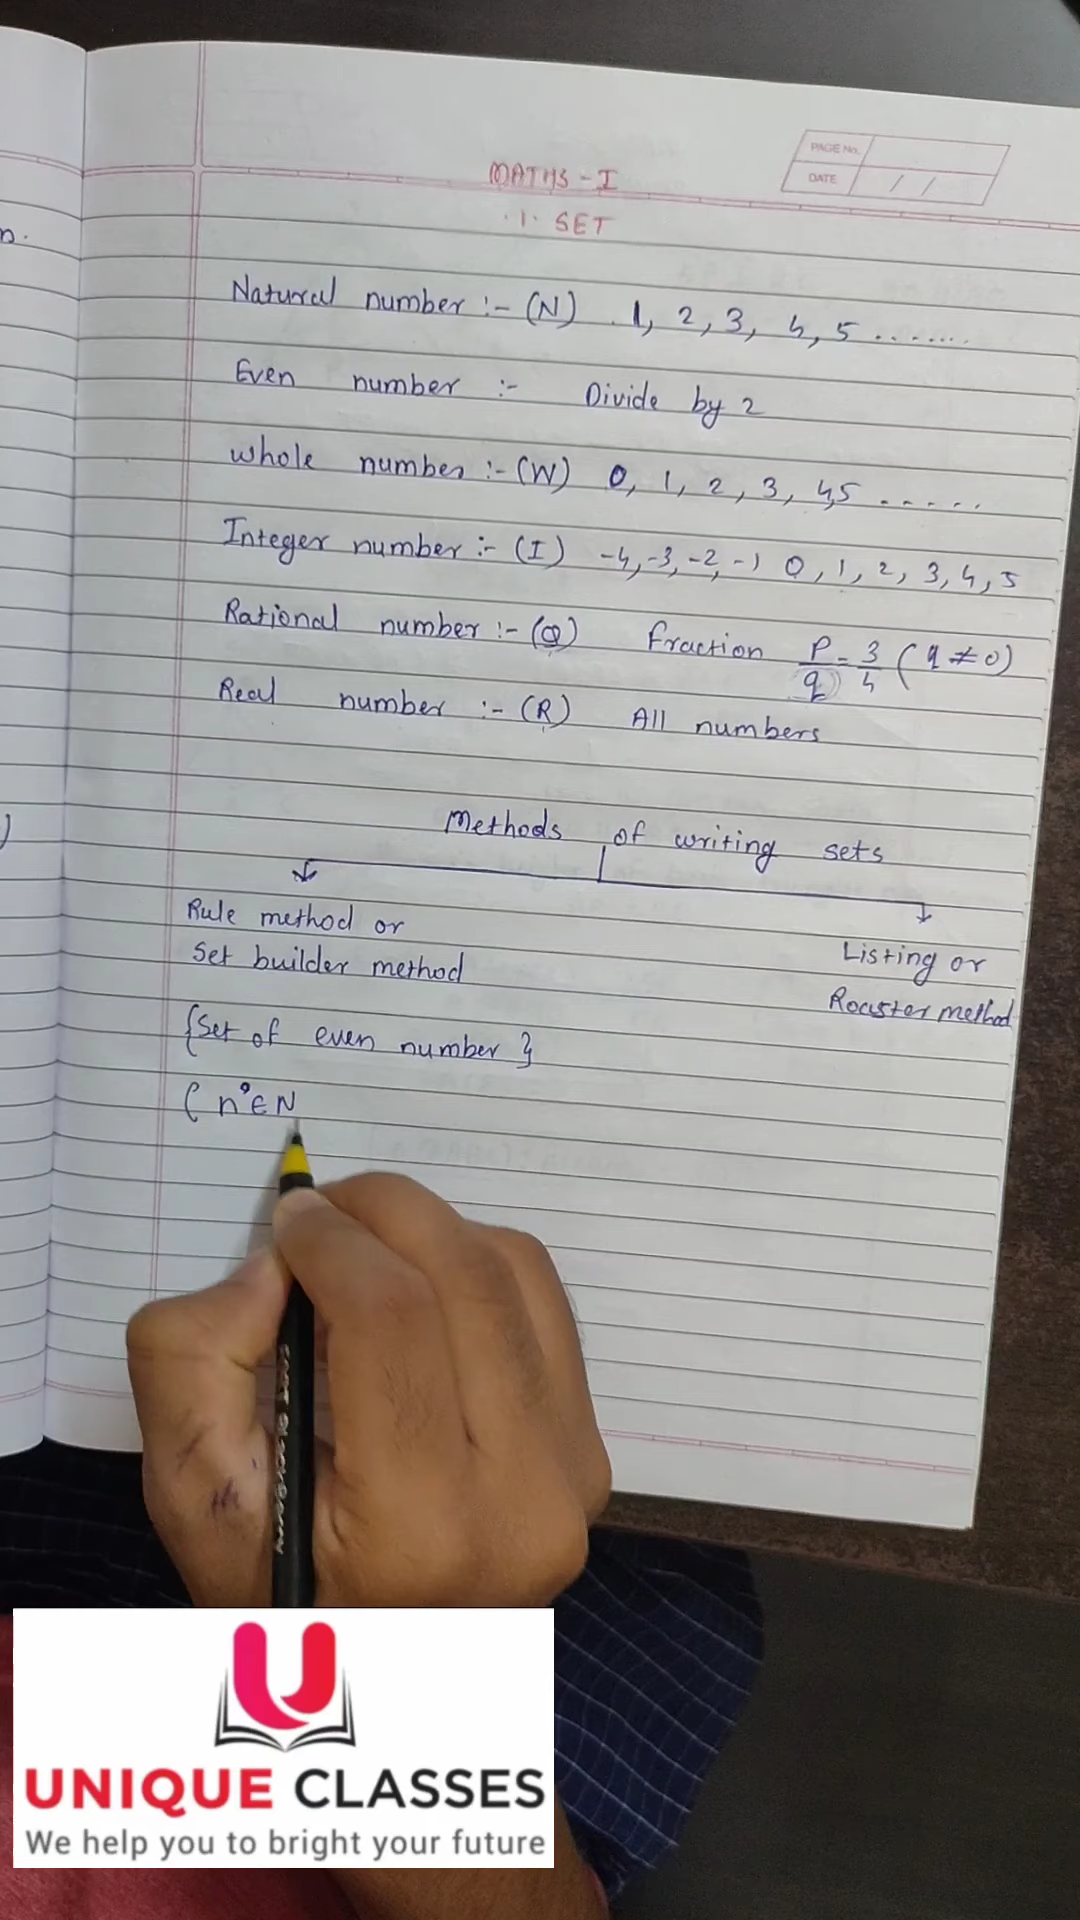 PAGE No.
DATE / /
MATHS - I
1. SET
n.
Natural number :- (N) 1, 2, 3, 4, 5 .......
Even number :- Divide by 2
Whole number :- (W) 0, 1, 2, 3, 4,5 .....
Integer number :- (I) -4, -3, -2, -1 0, 1, 2, 3, 4, 5
Rational number :- (Q) fraction P/q = 3/4 ( q ≠ 0)
Real number :- (R) All numbers
Methods of writing sets
Rule method or
Set builder method
Listing or
Roaster method
{Set of even number }
( n° ∈ N
UNIQUE CLASSES
We help you to bright your future